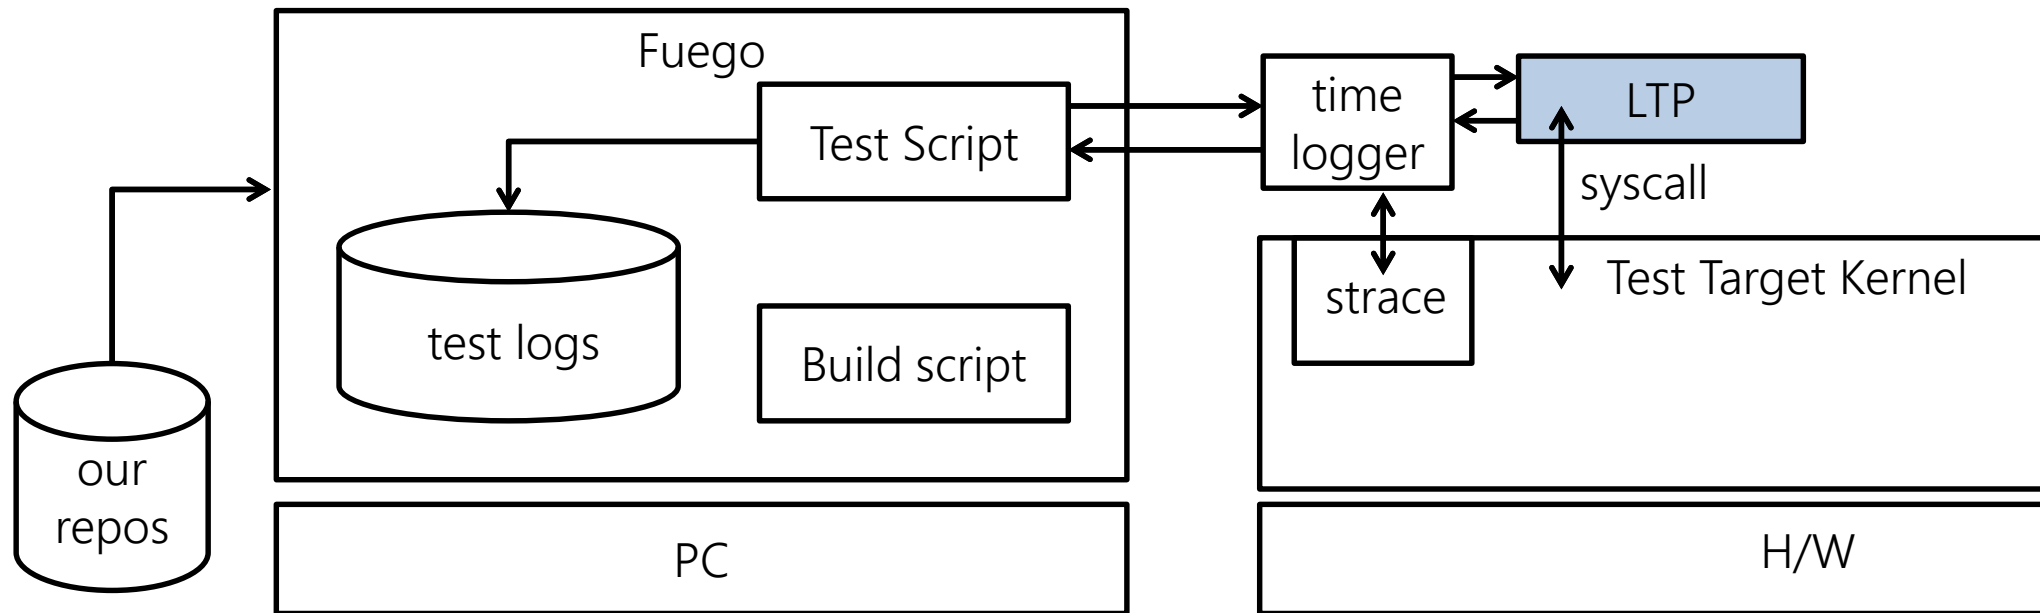 Fuego
Test Script
test logs
Build script
our
repos
PC
time
logger
LTP
syscall
strace
Test Target Kernel
H/W